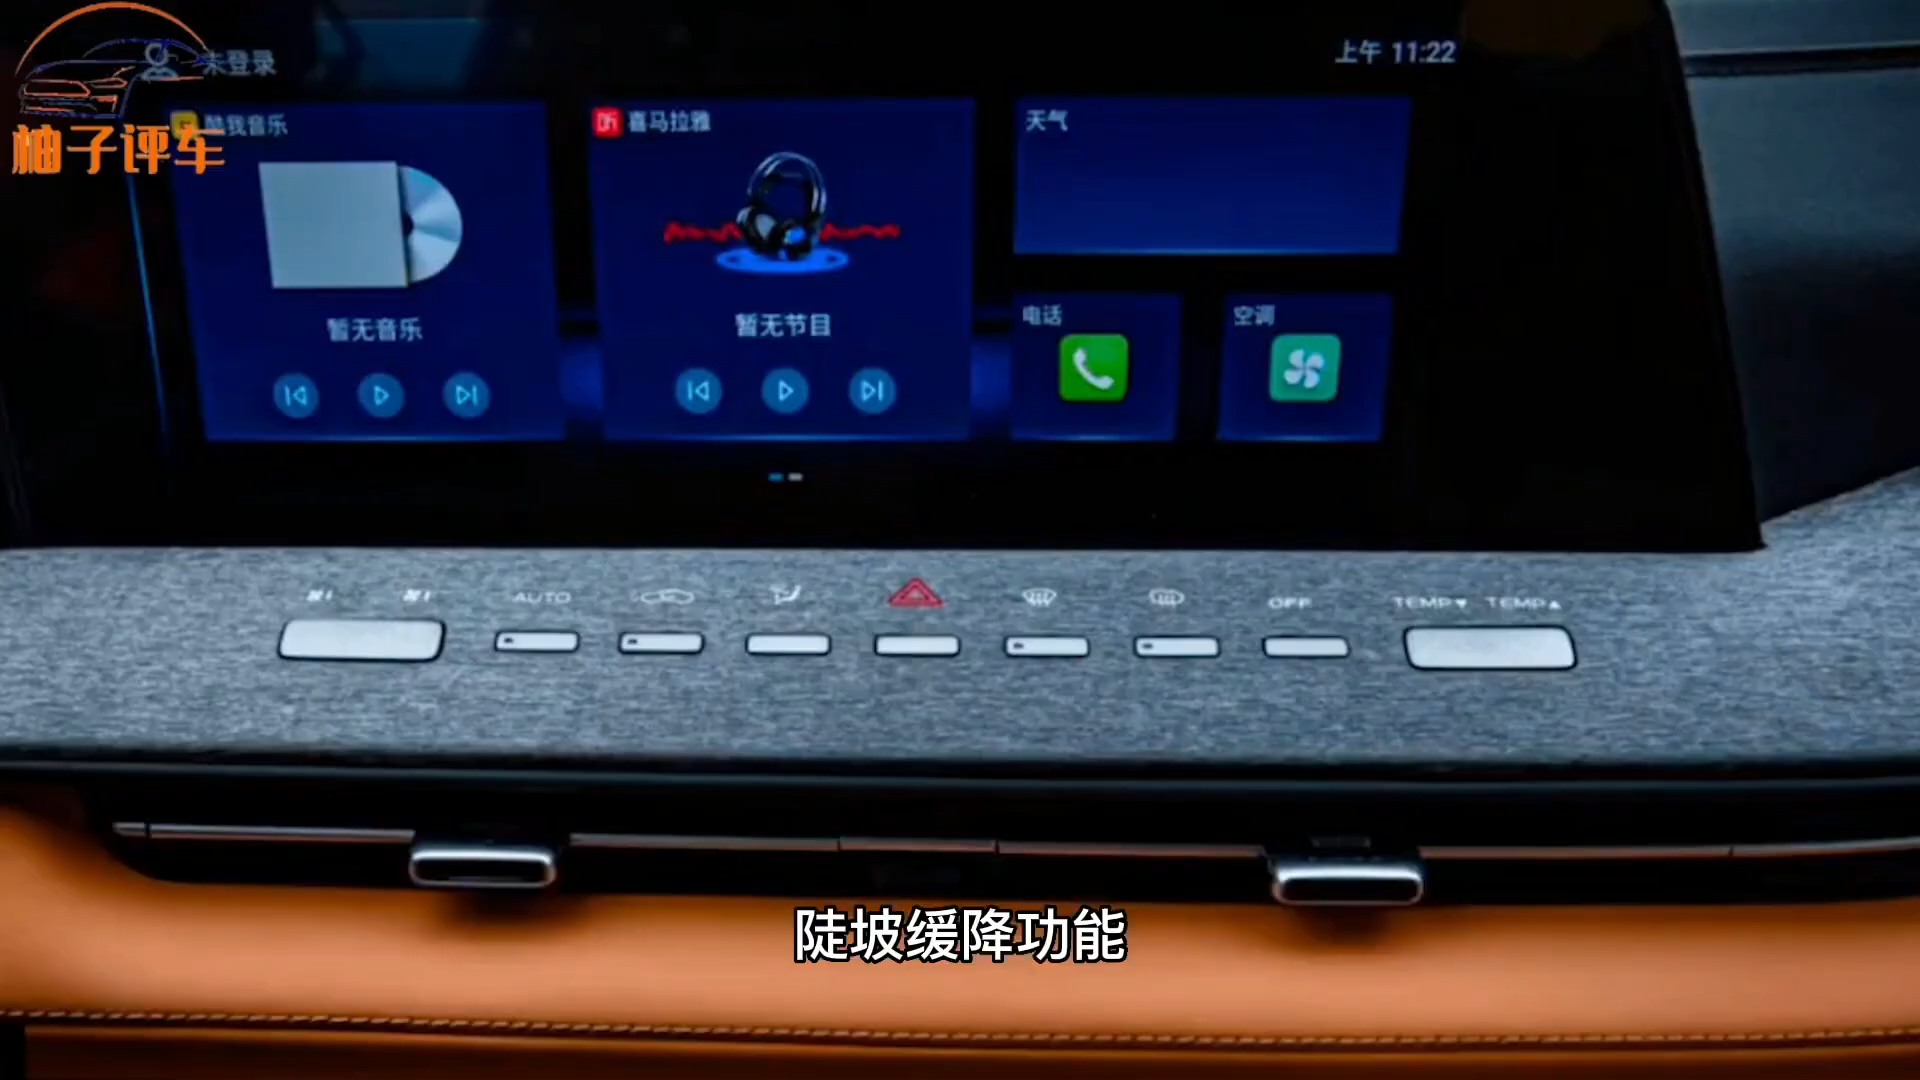 未登录
上午 11:22
柚子评车
酷我音乐
喜马拉雅
天气
暂无音乐
暂无节目
电话
空调
AUTO
OFF
TEMP▼ TEMP▲
陡坡缓降功能